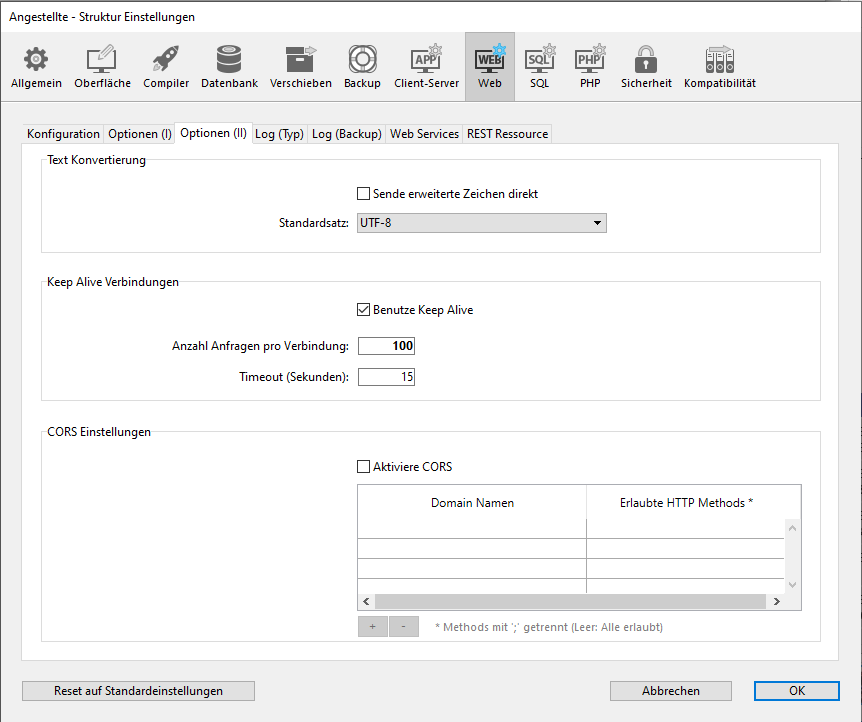 Angestellte - Struktur Einstellungen
APP WEB SQL PHP
Allgemein Oberfläche Compiler Datenbank Verschieben Backup Client-Server Web SQL PHP Sicherheit Kompatibilität
Konfiguration Optionen (I) Optionen (II) Log (Typ) Log (Backup) Web Services REST Ressource
Text Konvertierung
Sende erweiterte Zeichen direkt
Standardsatz: UTF-8
Keep Alive Verbindungen
Benutze Keep Alive
Anzahl Anfragen pro Verbindung: 100
Timeout (Sekunden): 15
CORS Einstellungen
Aktiviere CORS
Domain Namen Erlaubte HTTP Methods *
+ - * Methods mit ';' getrennt (Leer: Alle erlaubt)
Reset auf Standardeinstellungen Abbrechen OK